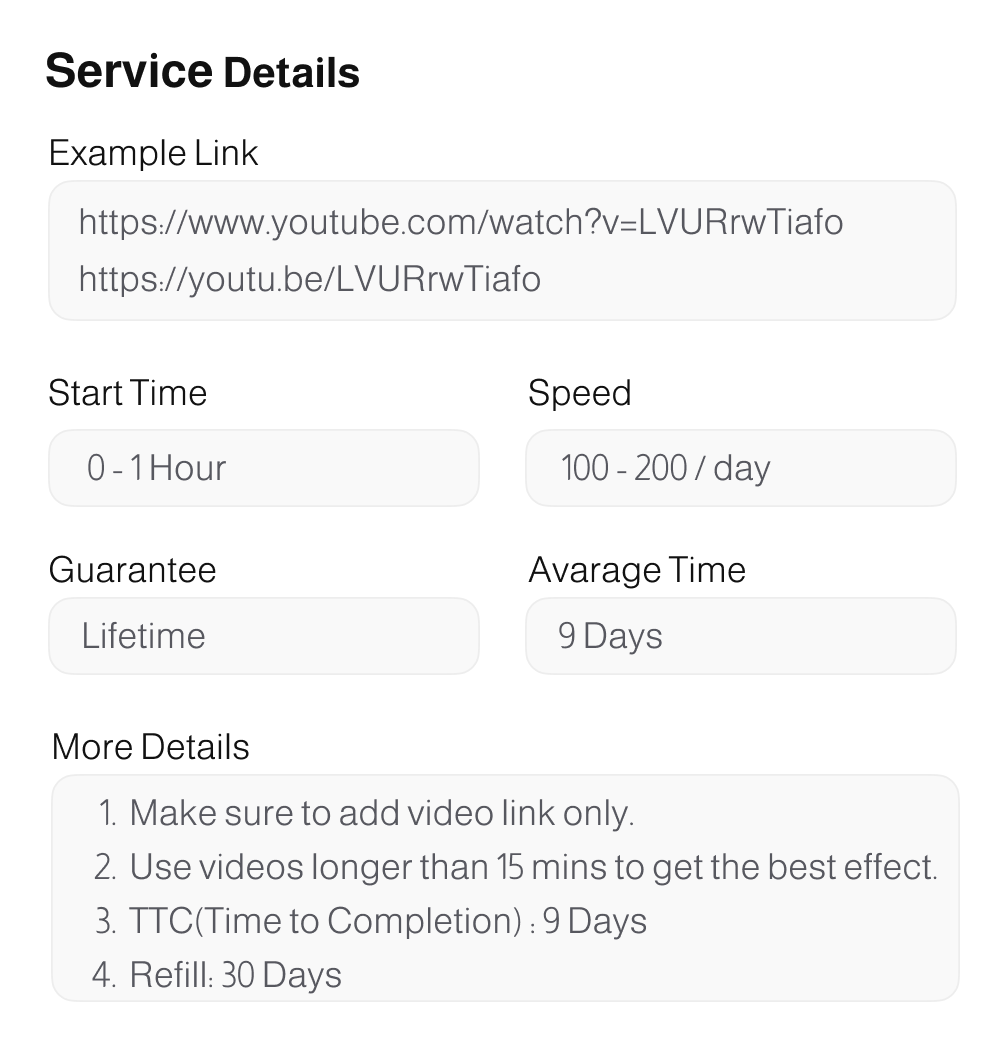 Service Details
Example Link
https://www.youtube.com/watch?v=LVURrwTiafo
https://youtu.be/LVURrwTiafo
Start Time
0 - 1 Hour
Speed
100 - 200 / day
Guarantee
Lifetime
Avarage Time
9 Days
More Details
1. Make sure to add video link only.
2. Use videos longer than 15 mins to get the best effect.
3. TTC(Time to Completion) : 9 Days
4. Refill: 30 Days